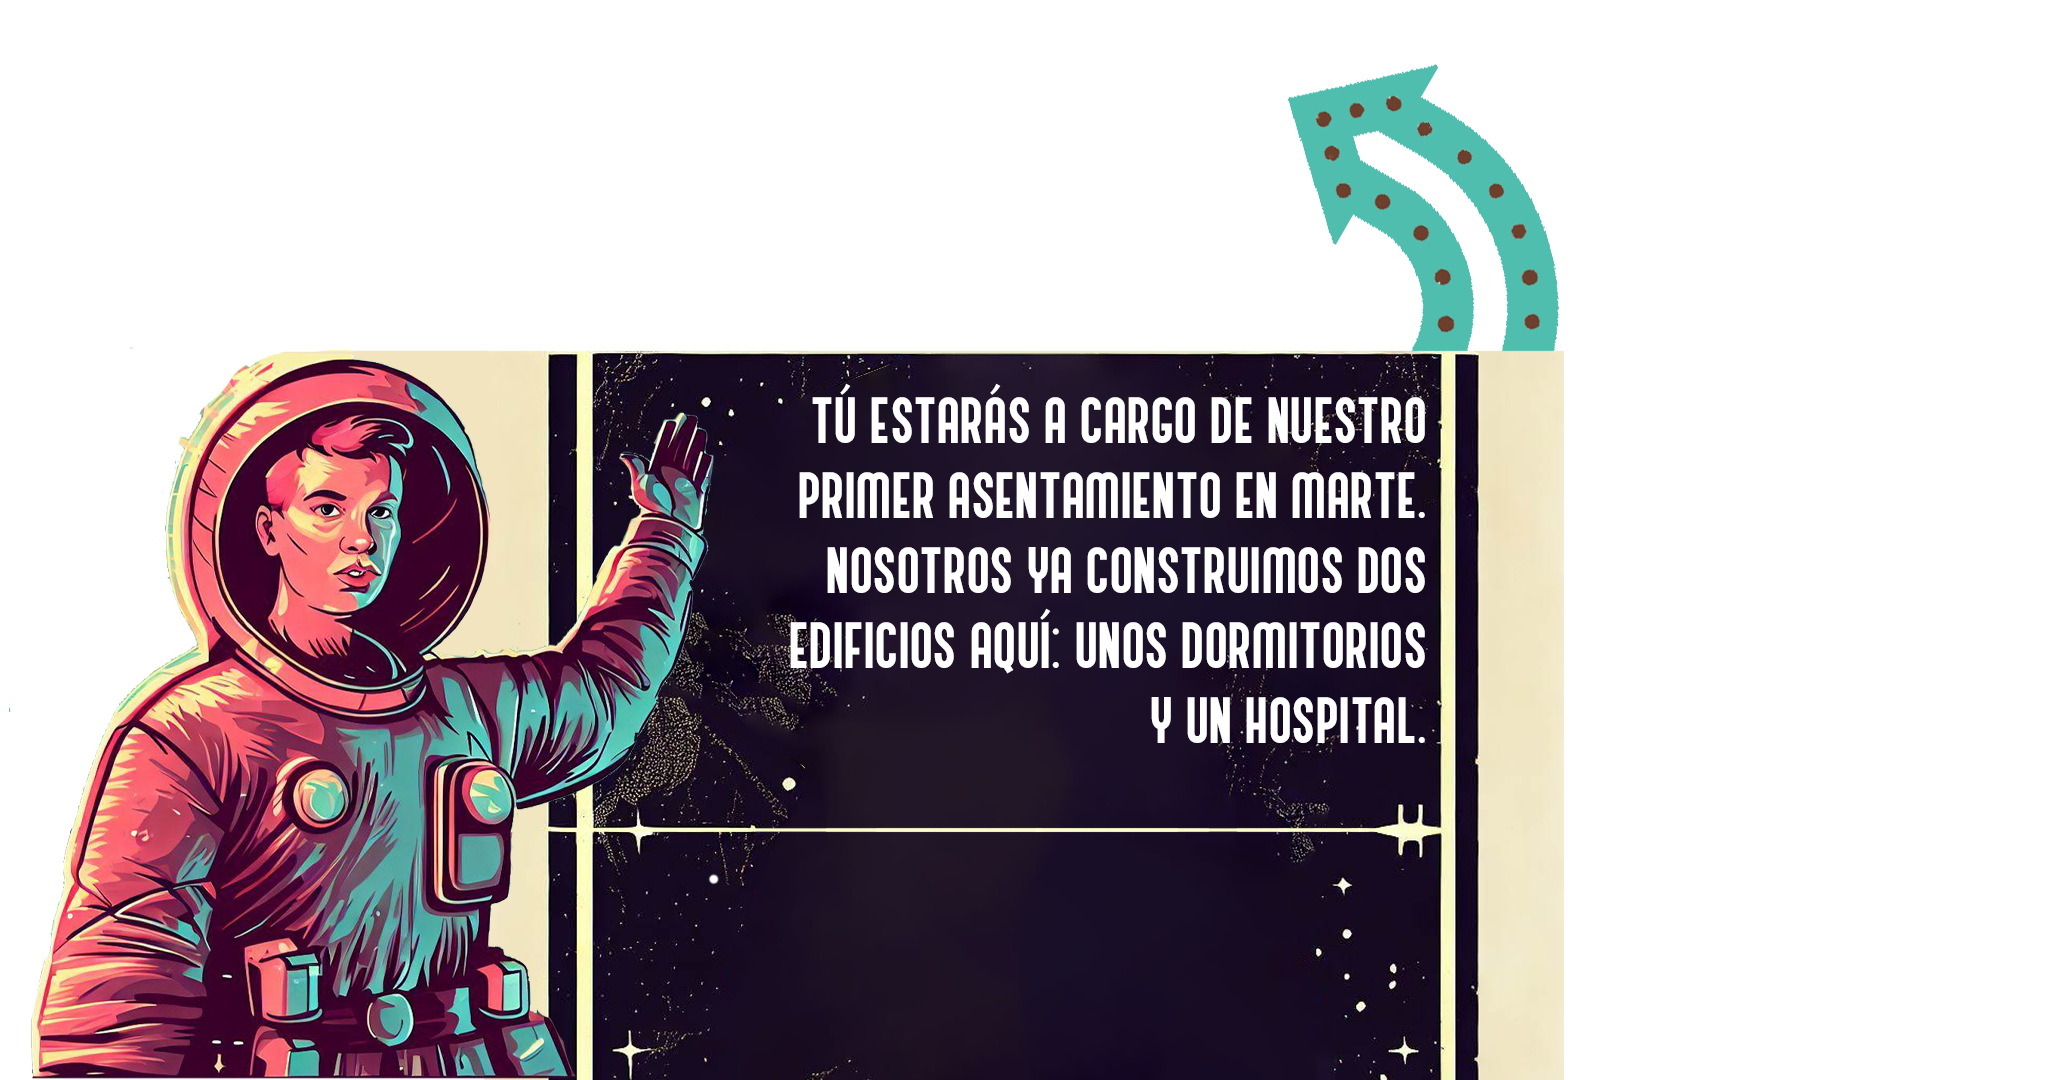 TÚ ESTARÁS A CARGO DE NUESTRO
PRIMER ASENTAMIENTO EN MARTE.
NOSOTROS YA CONSTRUIMOS DOS
EDIFICIOS AQUÍ: UNOS DORMITORIOS
Y UN HOSPITAL.